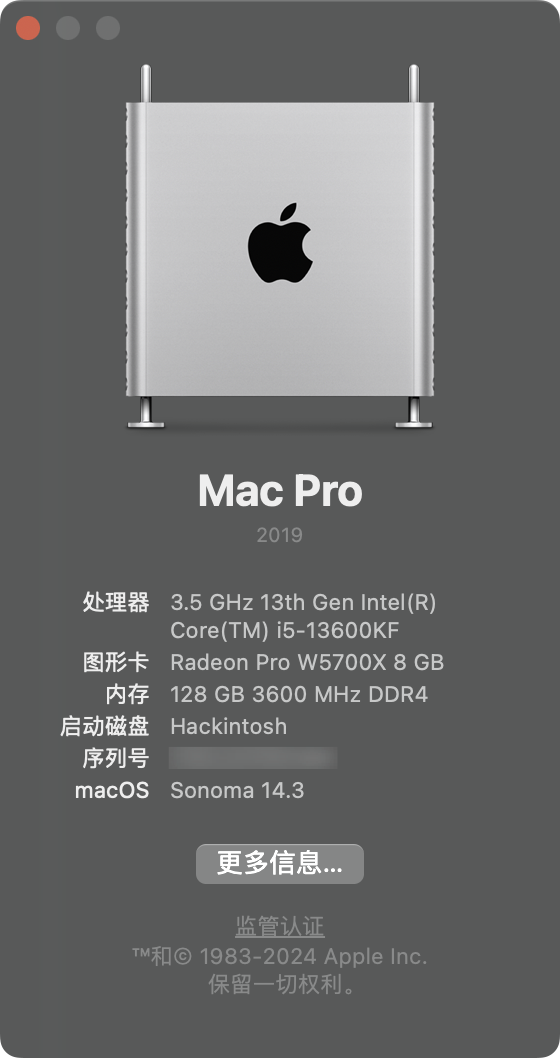 Mac Pro
2019
处理器 3.5 GHz 13th Gen Intel(R)
Core(TM) i5-13600KF
图形卡 Radeon Pro W5700X 8 GB
内存 128 GB 3600 MHz DDR4
启动磁盘 Hackintosh
序列号
macOS Sonoma 14.3
更多信息...
监管认证
™和© 1983-2024 Apple Inc.
保留一切权利。